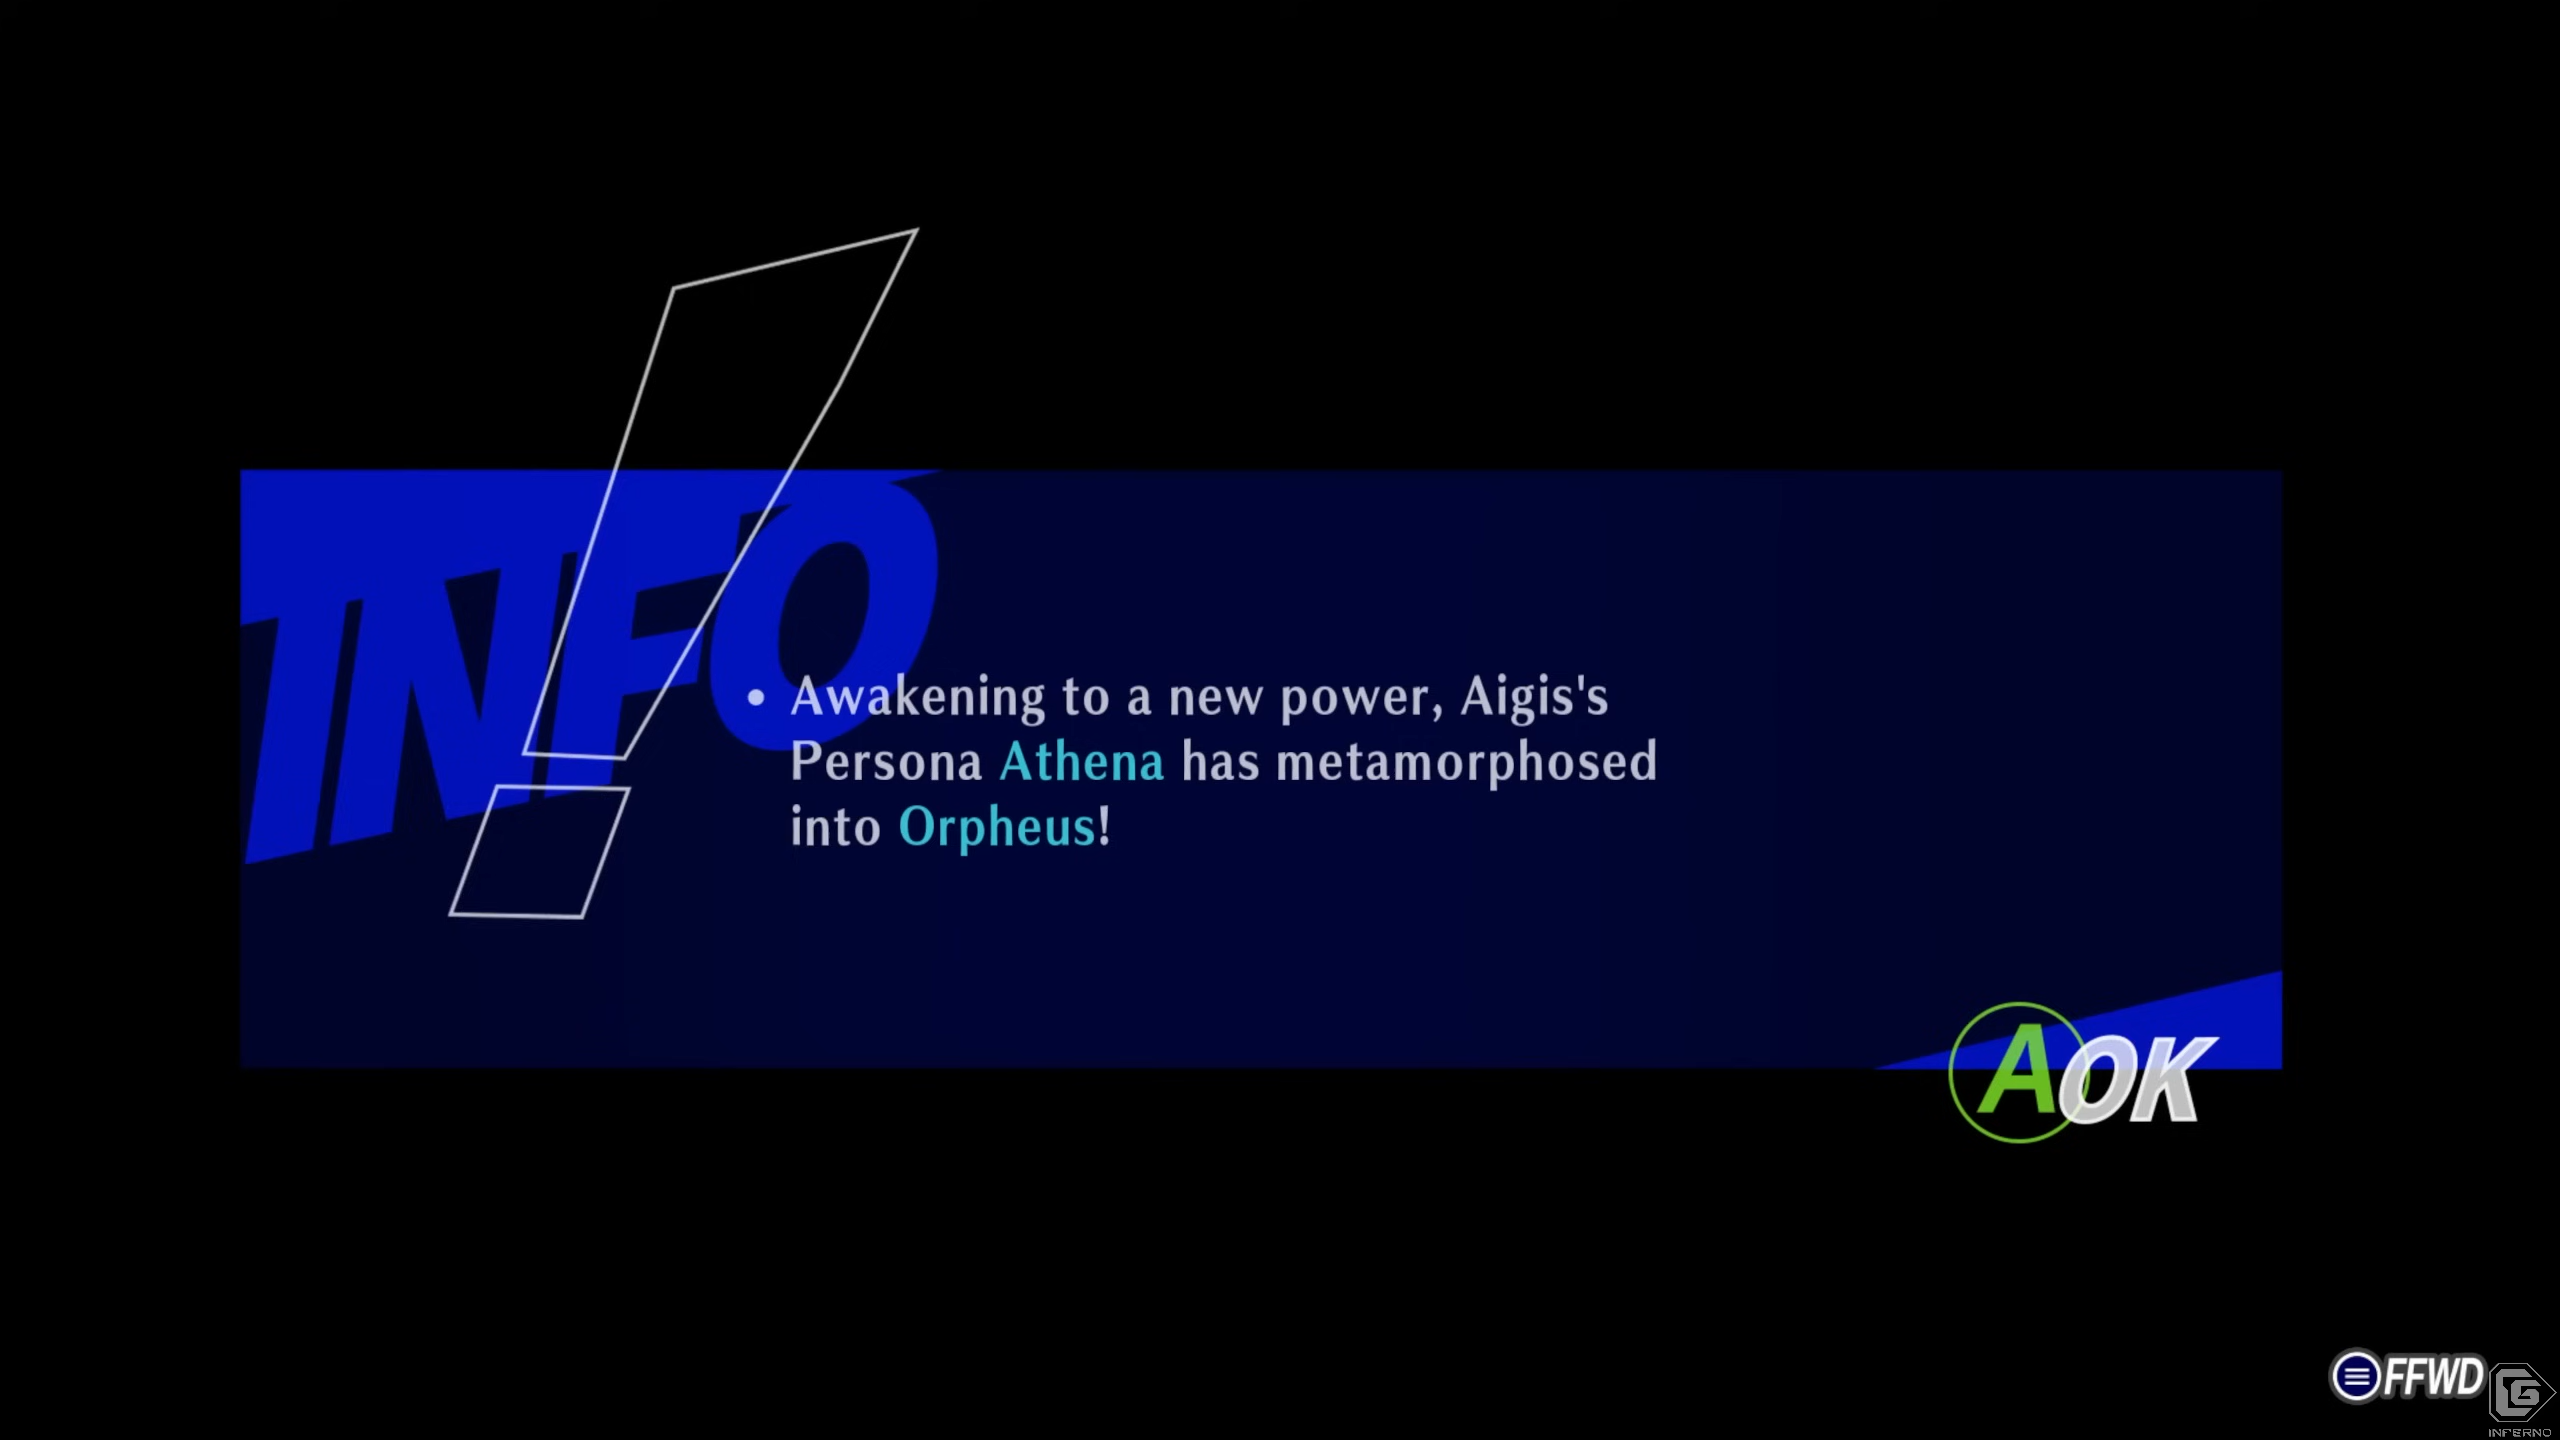 INFO
• Awakening to a new power, Aigis's
Persona Athena has metamorphosed
into Orpheus!
A OK
FFWD
INFERNO